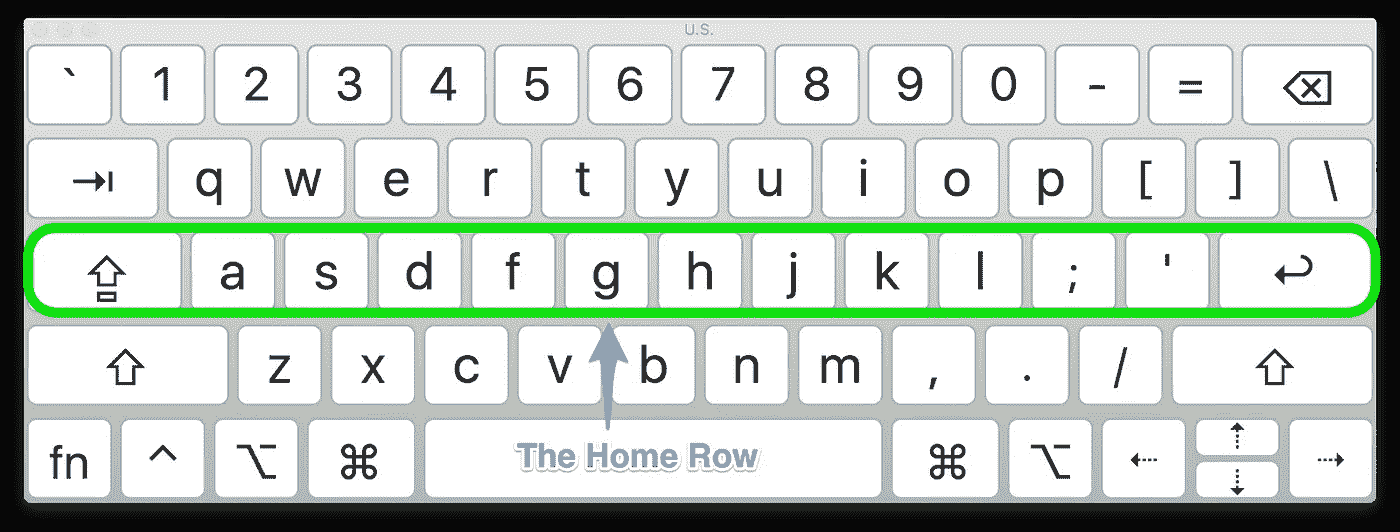 U.S.
` 1 2 3 4 5 6 7 8 9 0 - = ⌫
⇥ q w e r t y u i o p [ ] \
⇪ a s d f g h j k l ; ' ↩
⇧ z x c v b n m , . / ⇧
fn ^ ⌥ ⌘ ⌘ ⌥ ⇠ ⇡ ⇣ ⇢
The Home Row